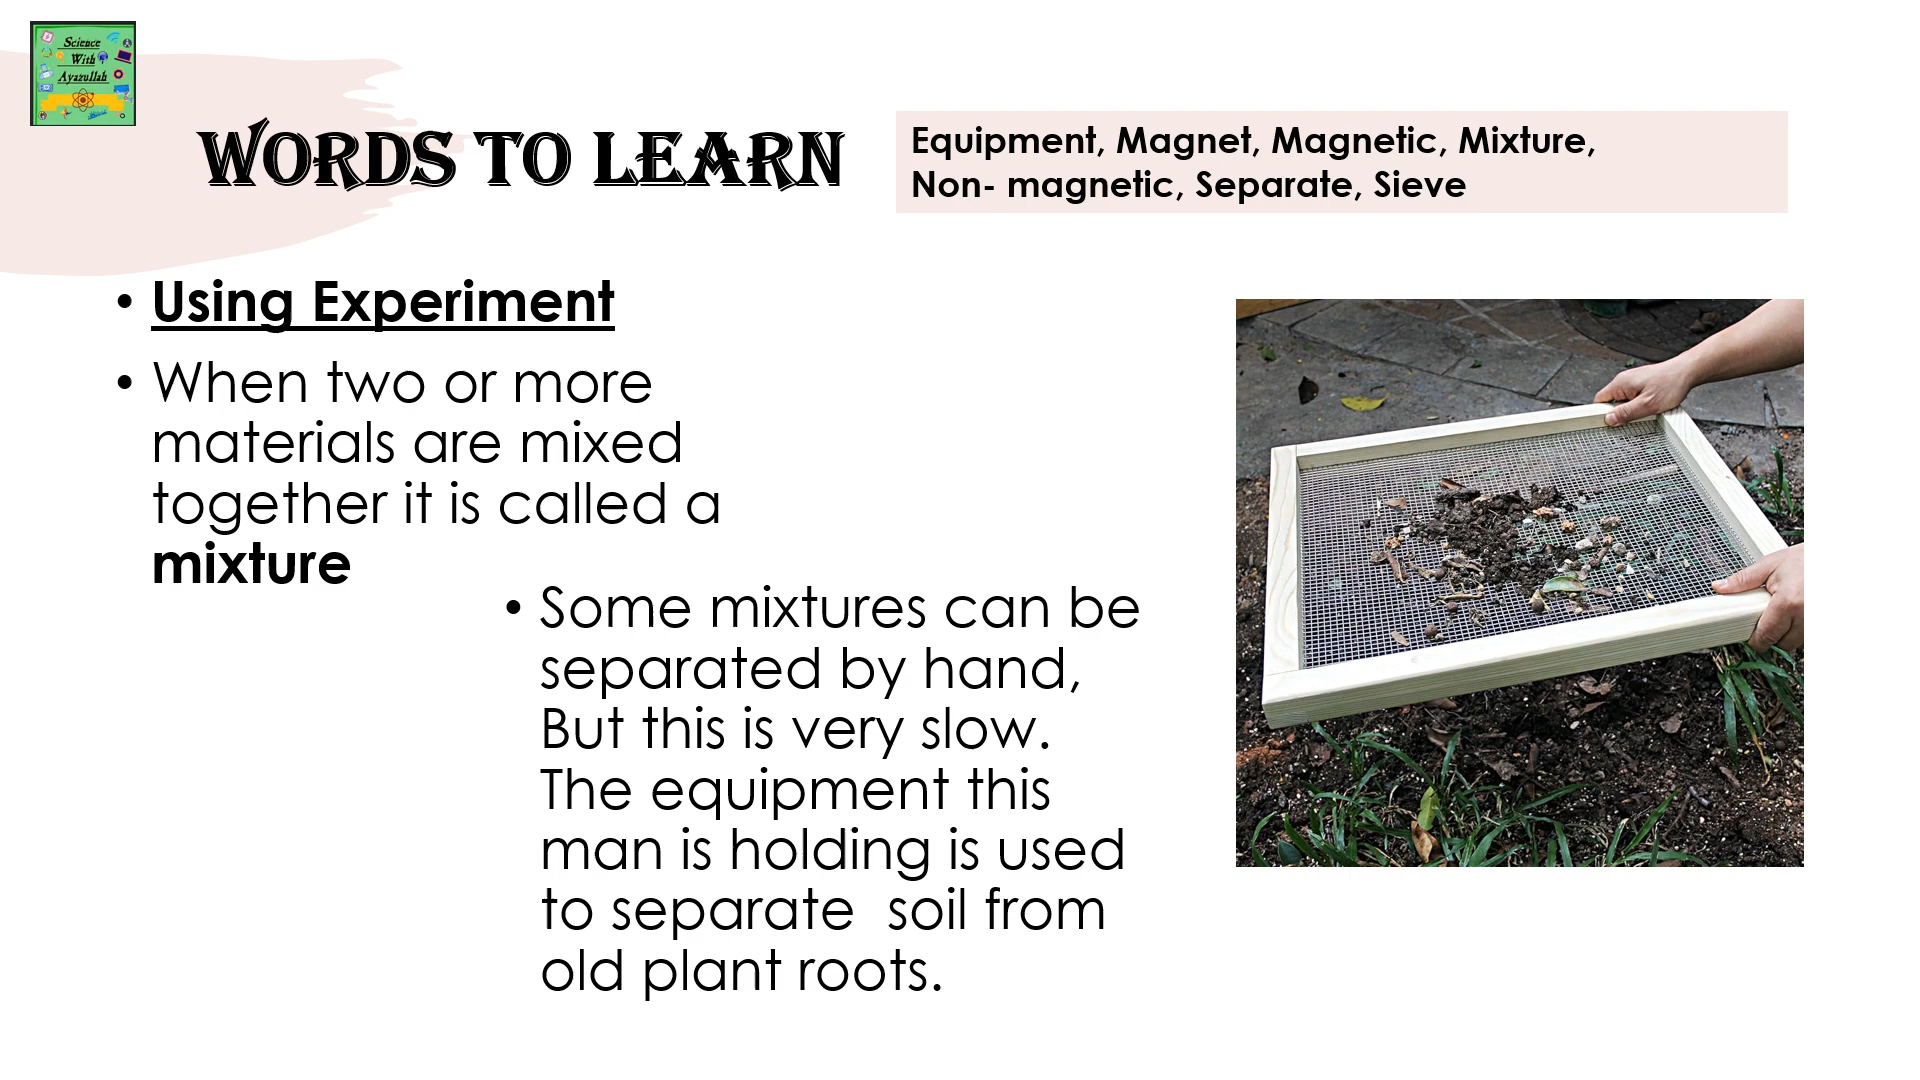 Science
With
Ayazullah
WORDS TO LEARN
Equipment, Magnet, Magnetic, Mixture,
Non- magnetic, Separate, Sieve
• Using Experiment
• When two or more
materials are mixed
together it is called a
mixture
• Some mixtures can be
separated by hand,
But this is very slow.
The equipment this
man is holding is used
to separate  soil from
old plant roots.